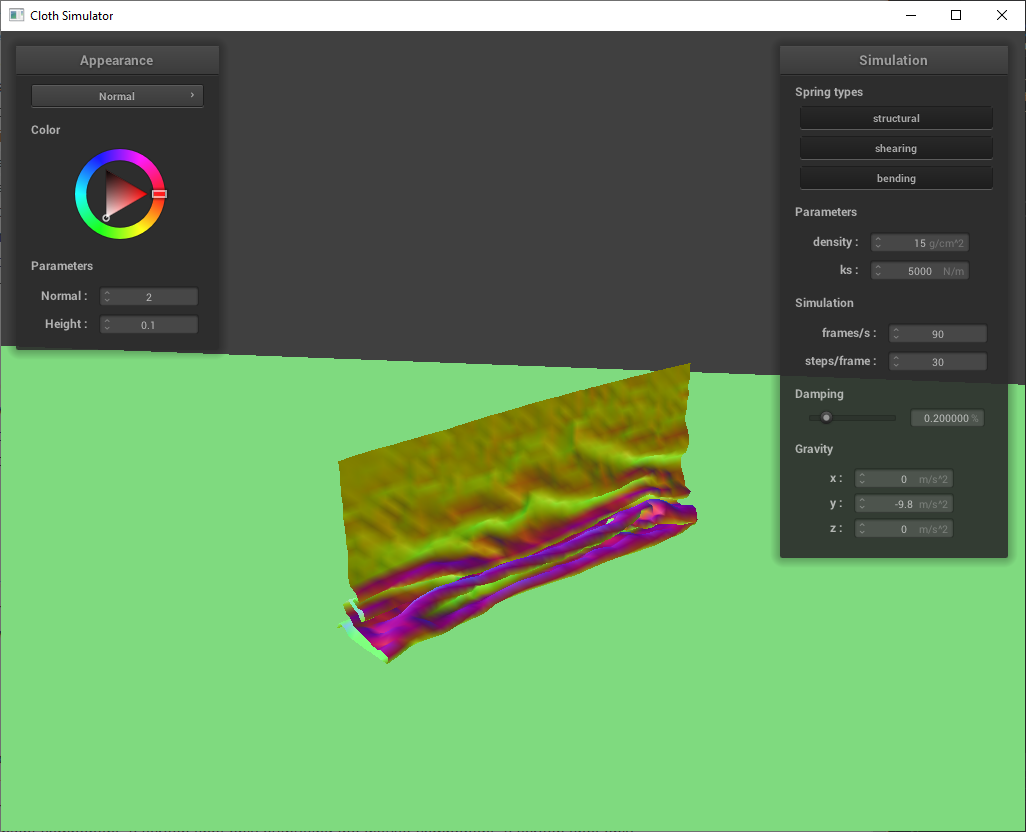 Cloth Simulator
Appearance
Normal
Color
Parameters
Normal : 2
Height : 0.1
Simulation
Spring types
structural
shearing
bending
Parameters
density : 15 g/cm^2
ks : 5000 N/m
Simulation
frames/s : 90
steps/frame : 30
Damping
0.200000 %
Gravity
x : 0 m/s^2
y : -9.8 m/s^2
z : 0 m/s^2